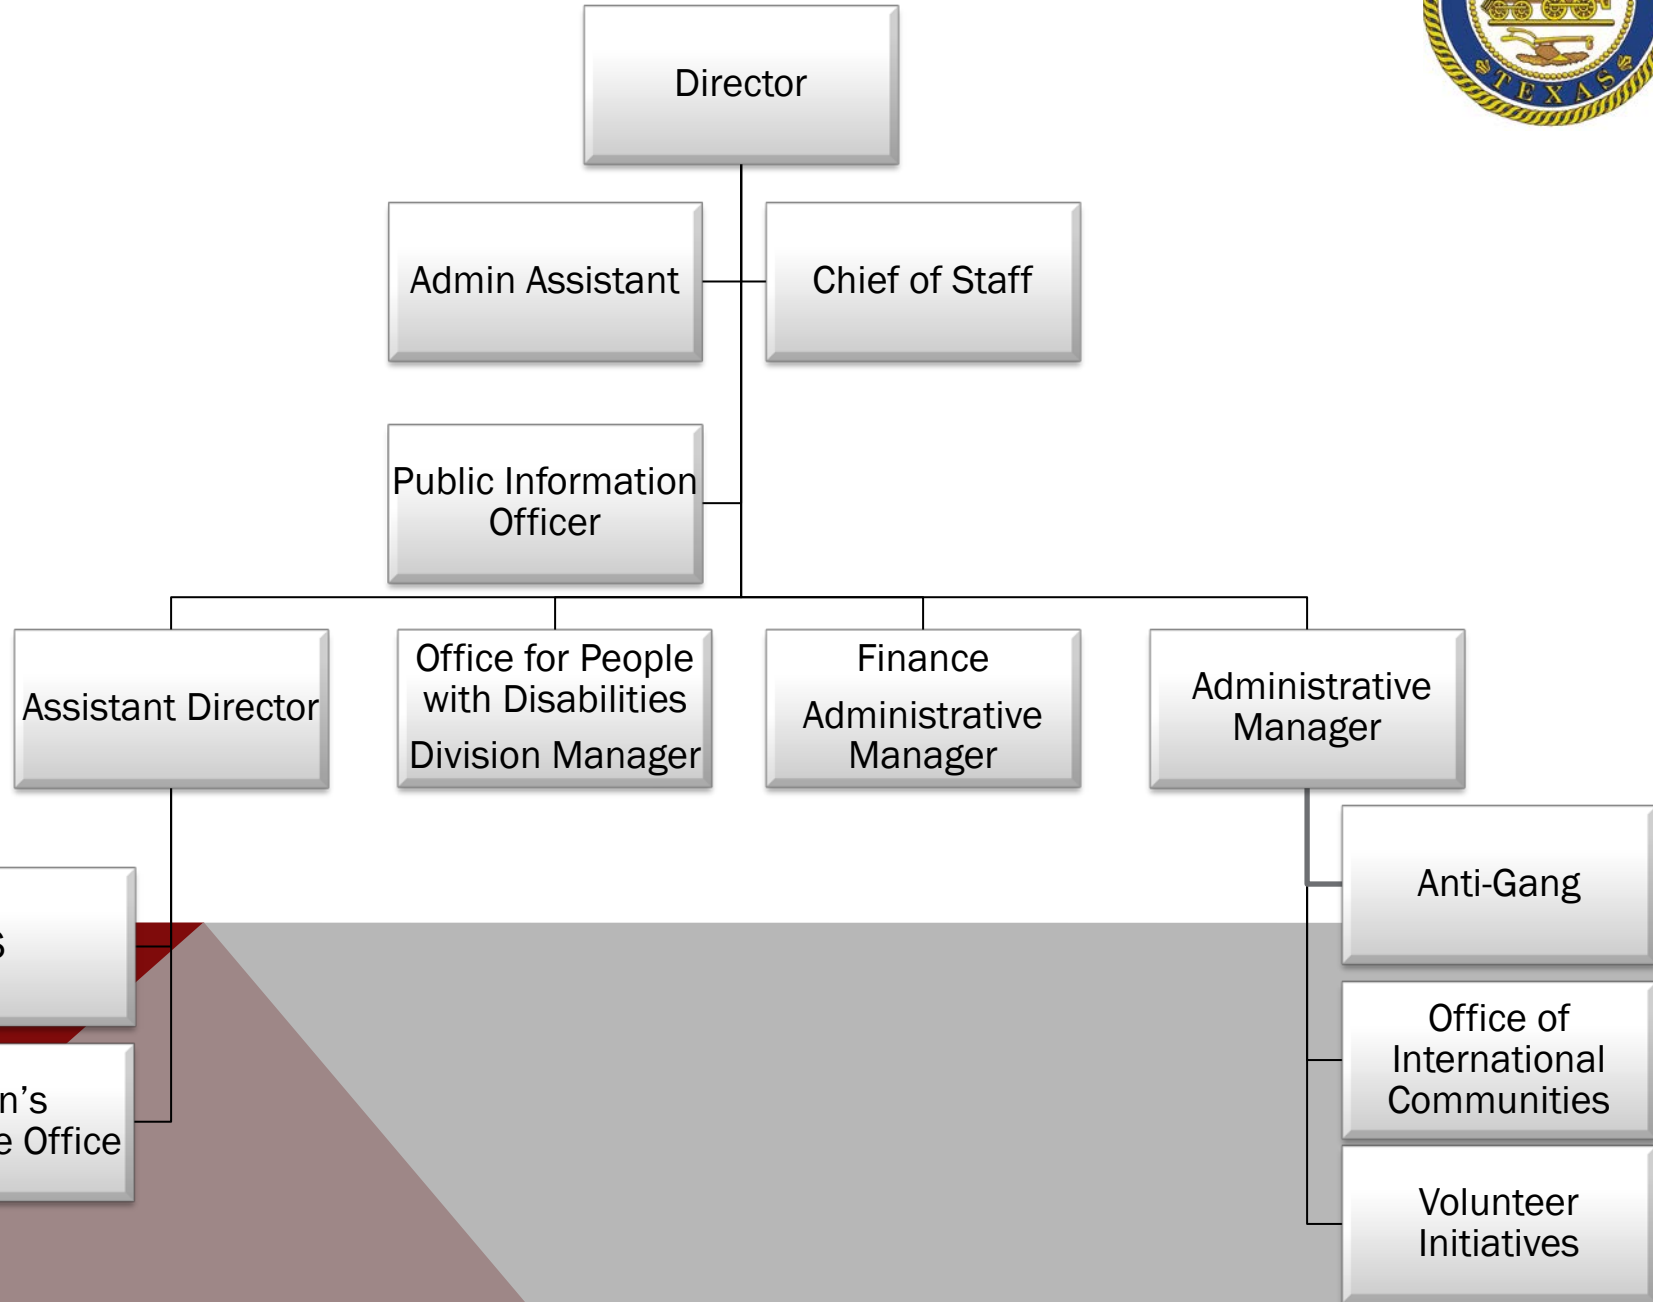 TEXAS
Director
Admin Assistant
Chief of Staff
Public Information
Officer
Assistant Director
Office for People
with Disabilities
Division Manager
Finance
Administrative
Manager
Administrative
Manager
Anti-Gang
Office
Office of
International
Communities
Volunteer
Initiatives